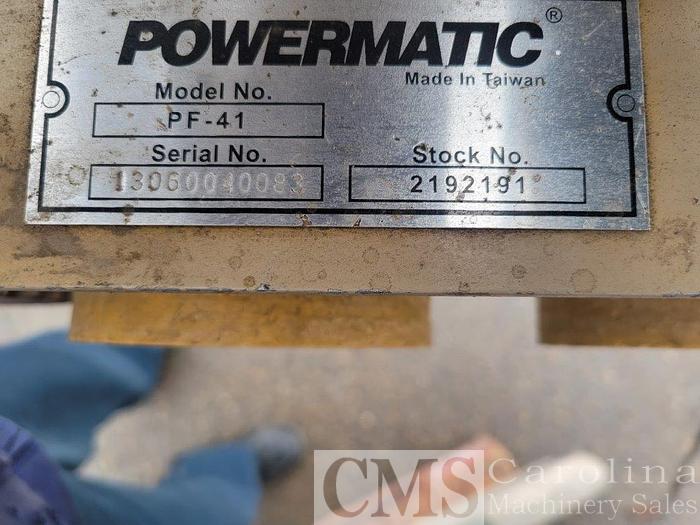 POWERMATIC®
Made In Taiwan
Model No.
PF-41
Serial No.
Stock No.
13060040083
2192191
CMS Carolina
Machinery Sales